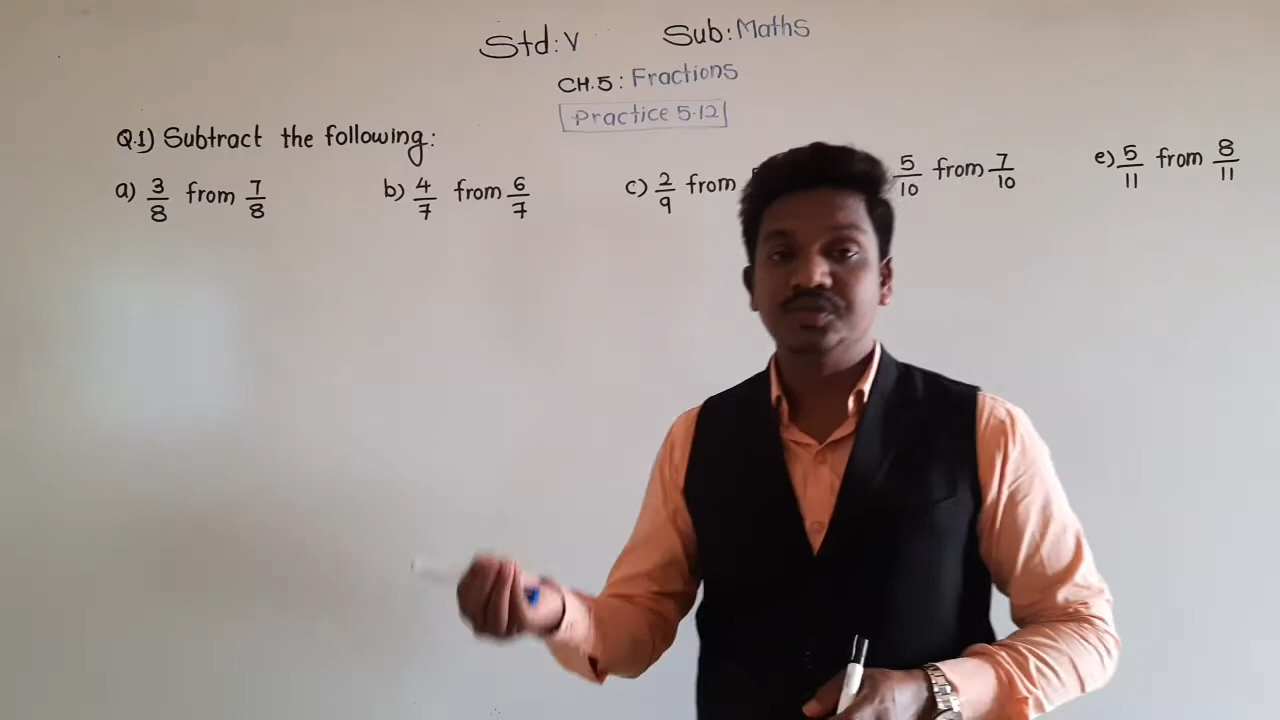 Std: V Sub: Maths
CH.5: Fractions
Practice 5.12
Q.1) Subtract the following:
a) 3/8 from 7/8 b) 4/7 from 6/7 c) 2/9 from 5/10 from 7/10 e) 5/11 from 8/11